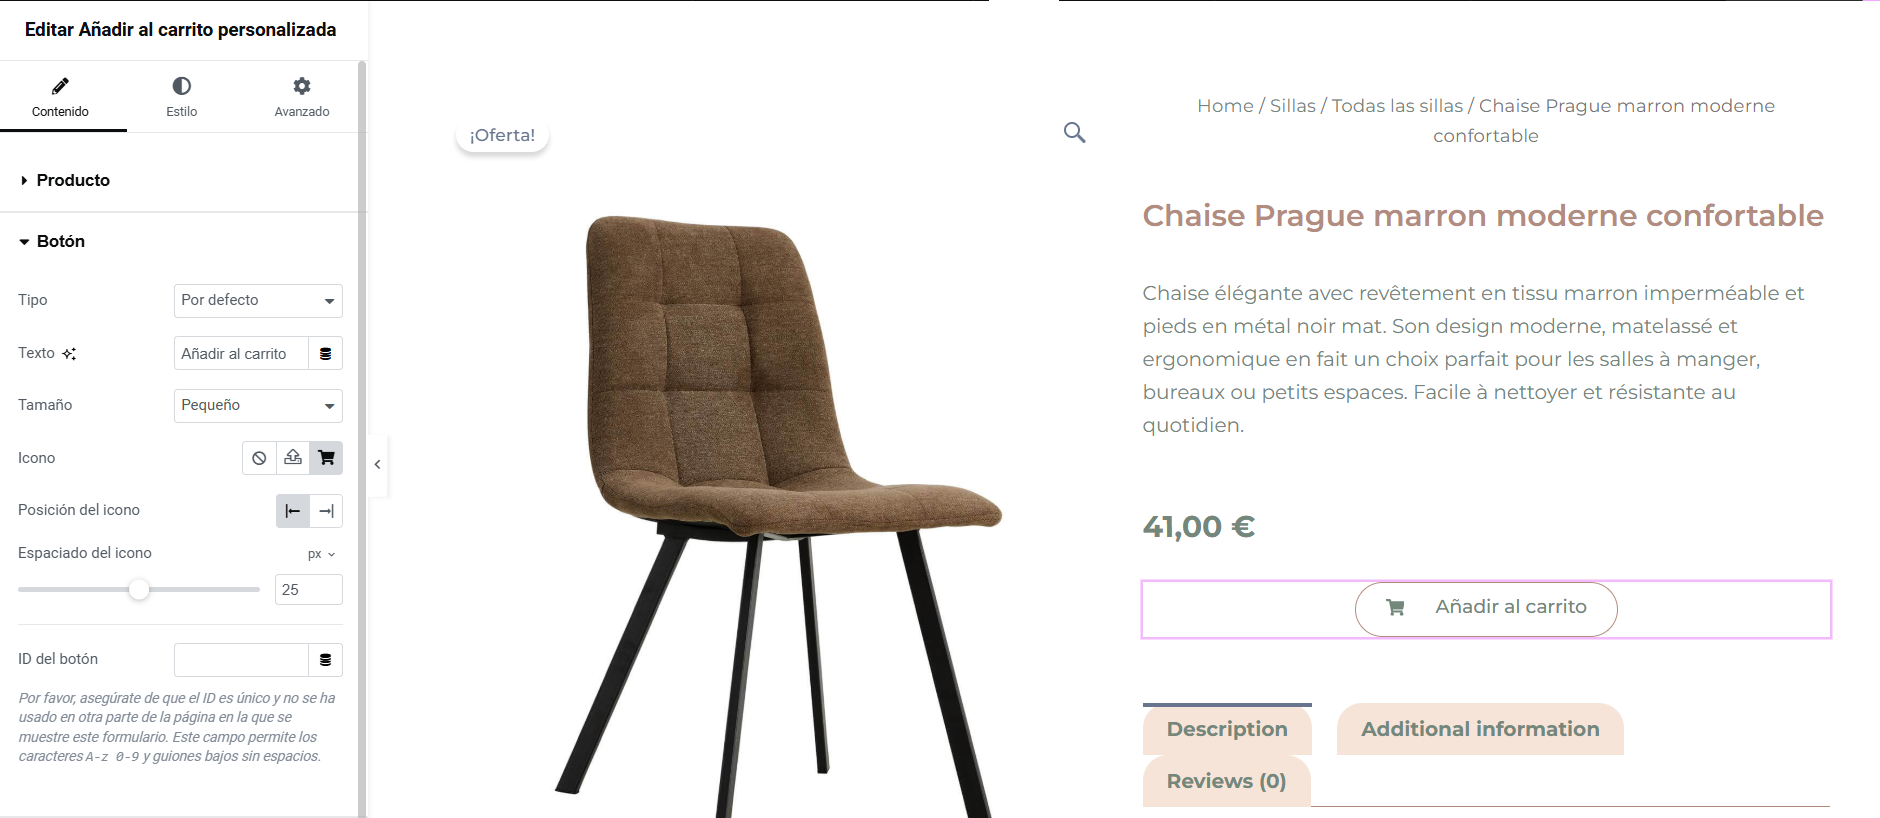 Editar Añadir al carrito personalizada
Contenido
Estilo
Avanzado
Producto
Botón
Tipo
Por defecto
Texto
Añadir al carrito
Tamaño
Pequeño
Icono
Posición del icono
Espaciado del icono
px
25
ID del botón
Por favor, asegúrate de que el ID es único y no se ha
usado en otra parte de la página en la que se
muestre este formulario. Este campo permite los
caracteres A-z 0-9 y guiones bajos sin espacios.
¡Oferta!
Home / Sillas / Todas las sillas / Chaise Prague marron moderne
confortable
Chaise Prague marron moderne confortable
Chaise élégante avec revêtement en tissu marron imperméable et
pieds en métal noir mat. Son design moderne, matelassé et
ergonomique en fait un choix parfait pour les salles à manger,
bureaux ou petits espaces. Facile à nettoyer et résistante au
quotidien.
41,00 €
Añadir al carrito
Description
Additional information
Reviews (0)